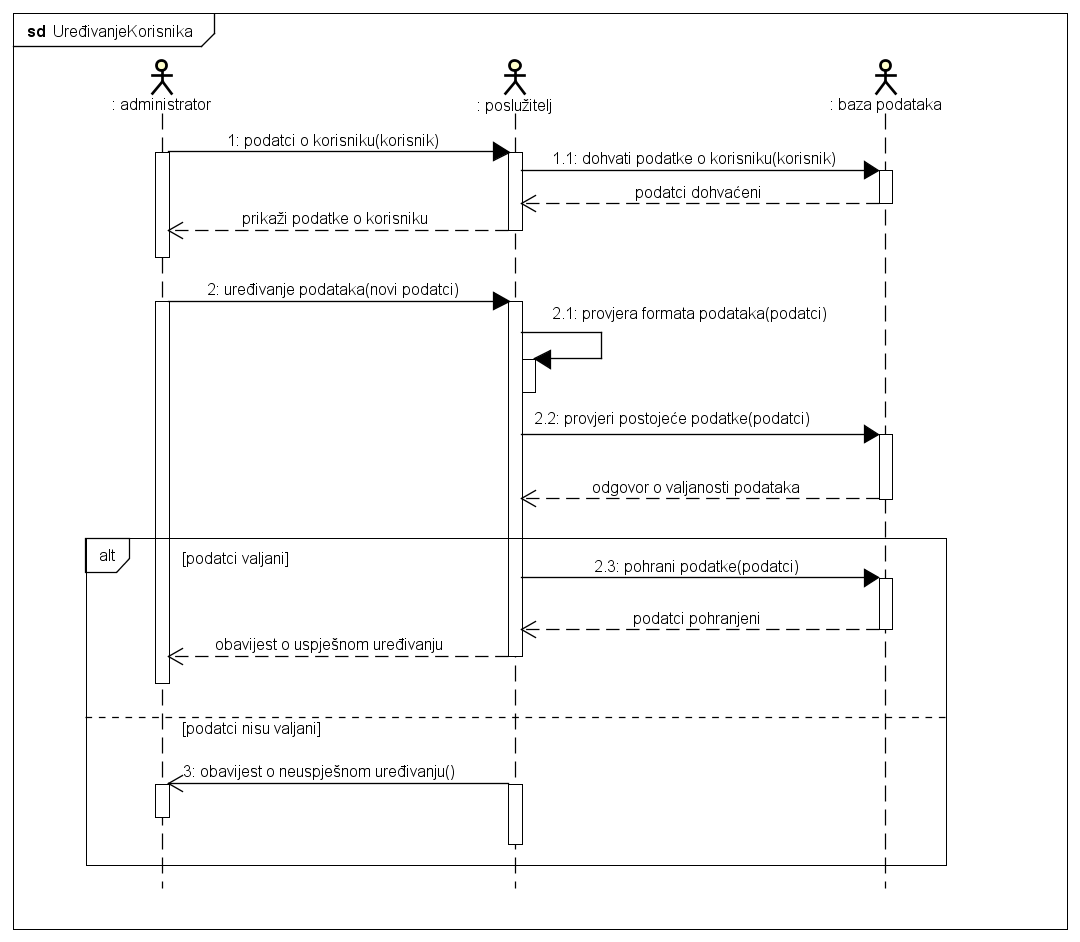 sd UređivanjeKorisnika
: administrator
: poslužitelj
: baza podataka
1: podatci o korisniku(korisnik)
1.1: dohvati podatke o korisniku(korisnik)
podatci dohvaćeni
prikaži podatke o korisniku
2: uređivanje podataka(novi podatci)
2.1: provjera formata podataka(podatci)
2.2: provjeri postojeće podatke(podatci)
odgovor o valjanosti podataka
alt
[podatci valjani]
2.3: pohrani podatke(podatci)
podatci pohranjeni
obavijest o uspješnom uređivanju
[podatci nisu valjani]
3: obavijest o neuspješnom uređivanju()